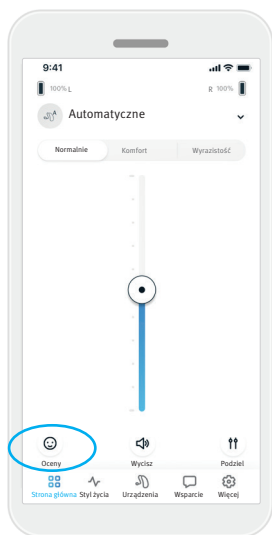 9:41
100% L
R 100%
Automatyczne
Normalnie Komfort Wyrazistość
Oceny Wycisz Podziel
Strona główna Styl życia Urządzenia Wsparcie Więcej